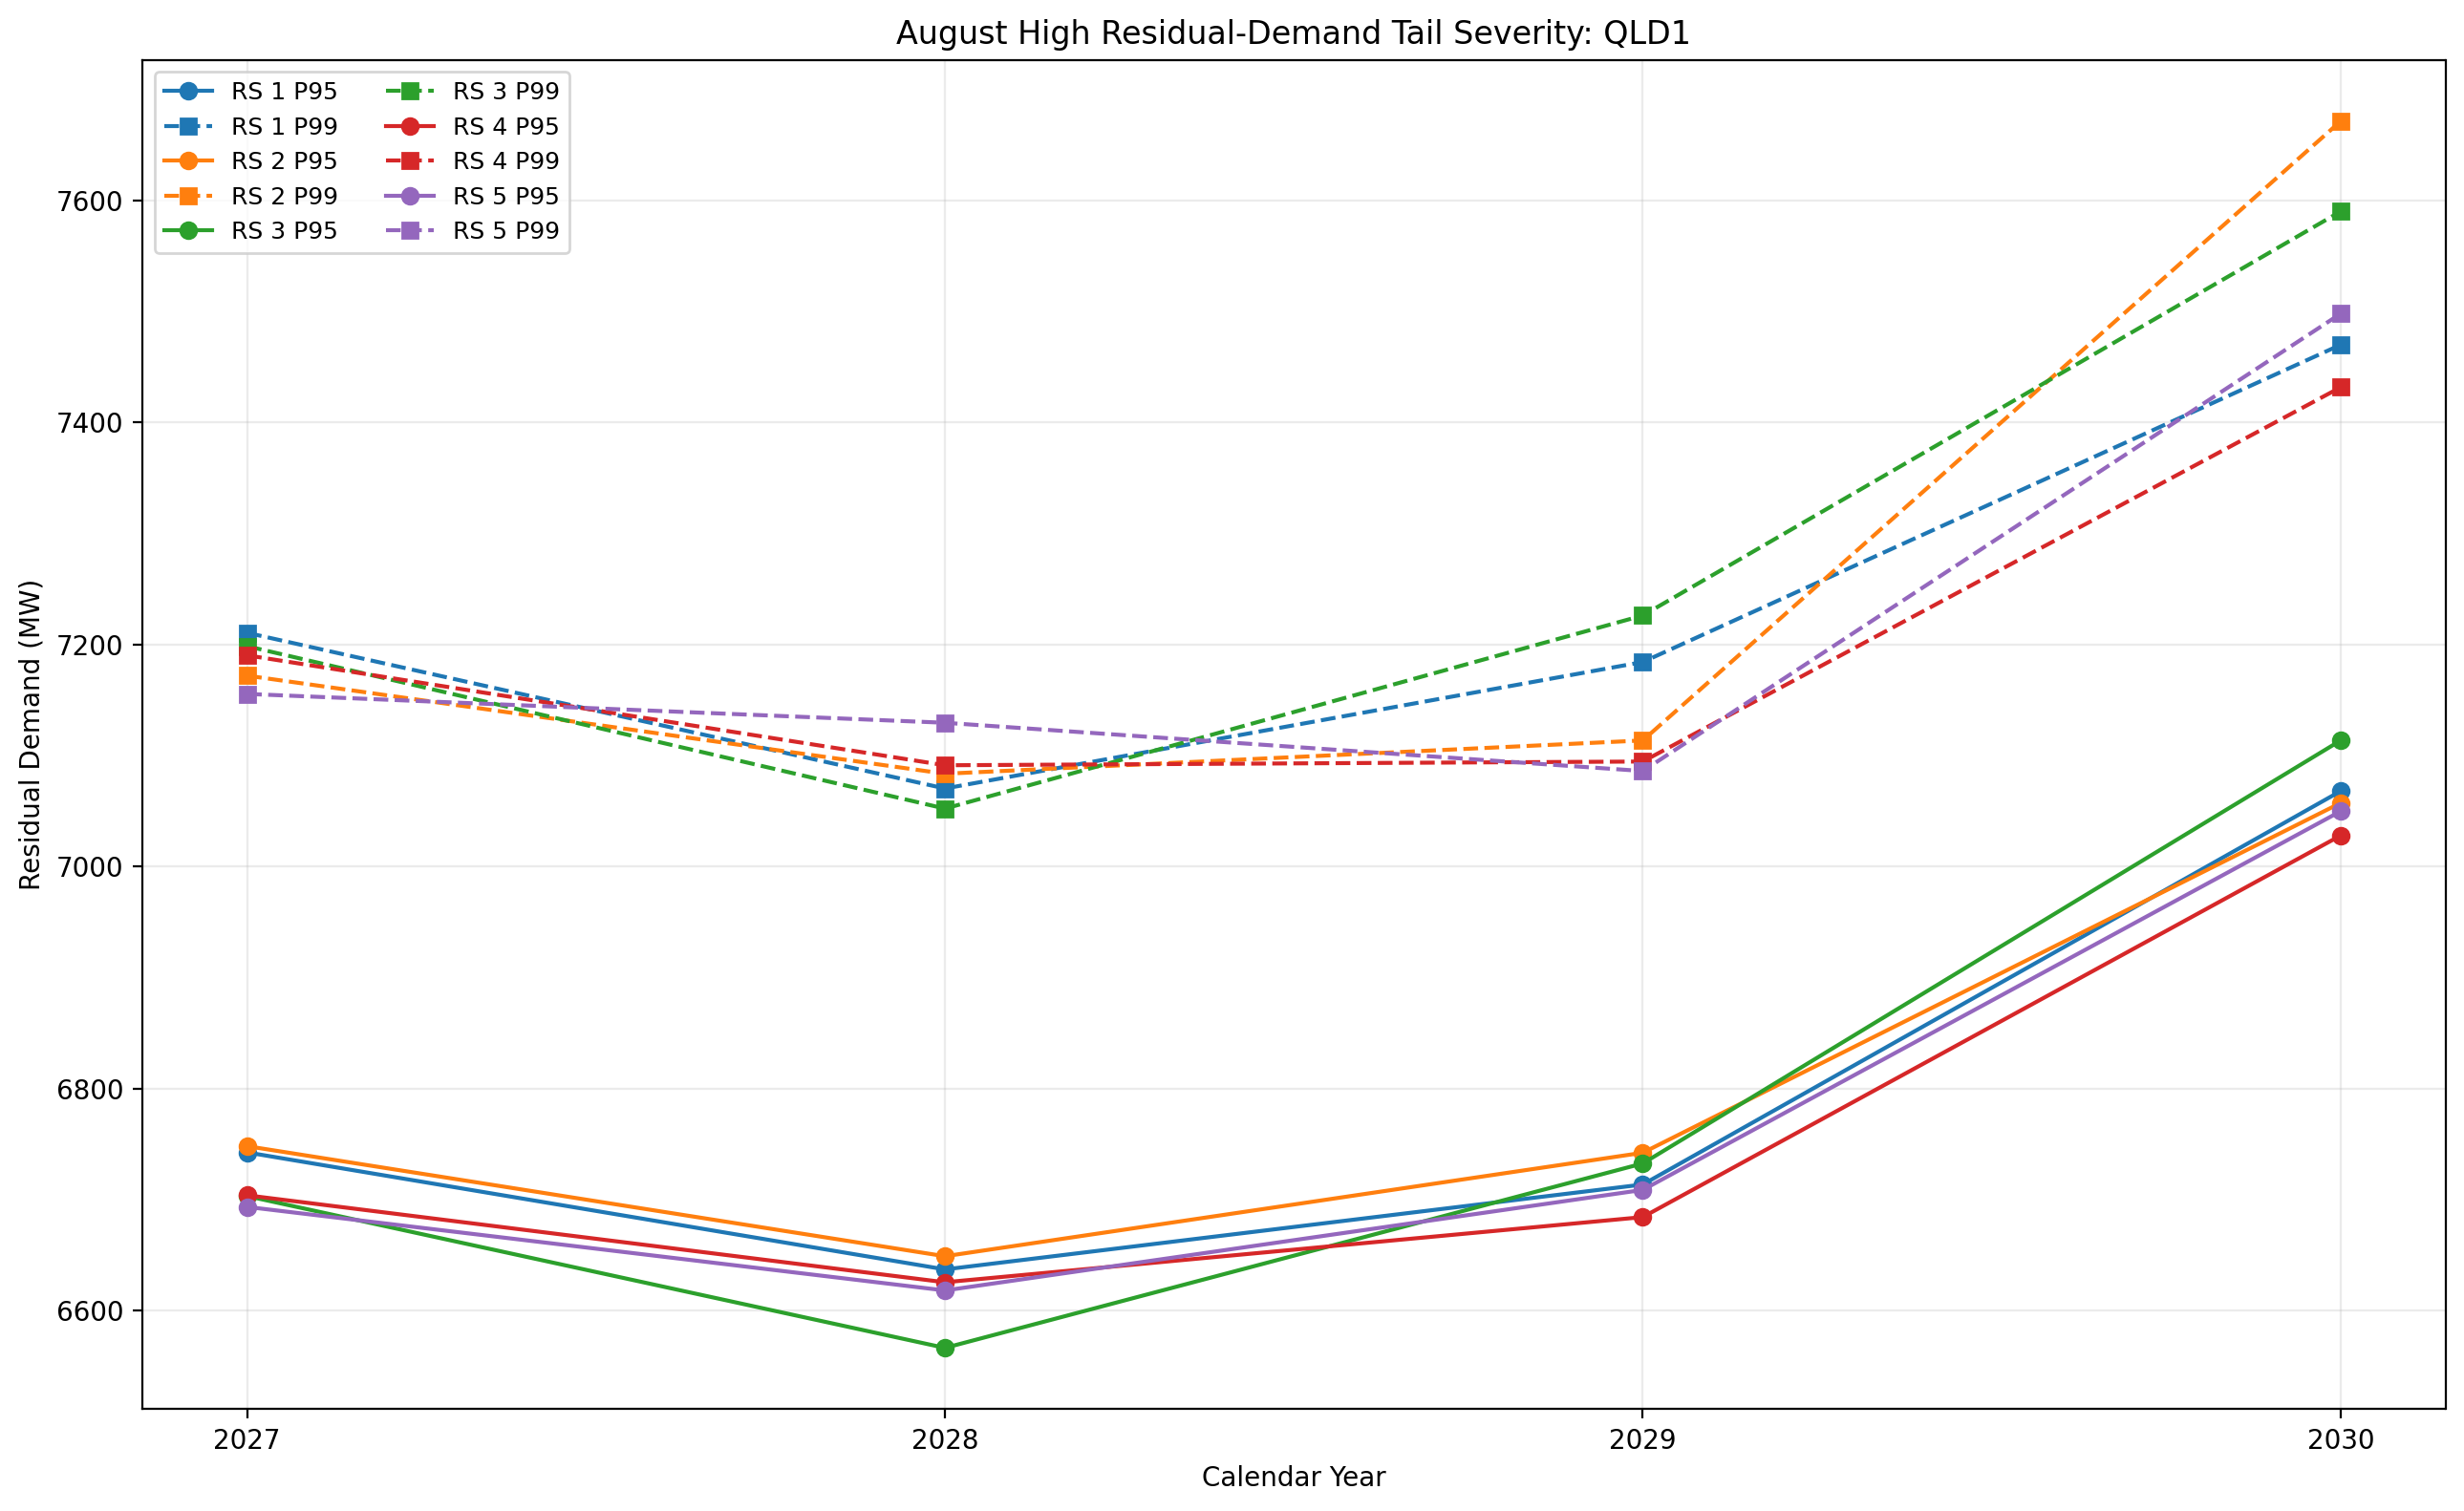 August High Residual-Demand Tail Severity: QLD1
RS 1 P95
RS 1 P99
RS 2 P95
RS 2 P99
RS 3 P95
RS 3 P99
RS 4 P95
RS 4 P99
RS 5 P95
RS 5 P99
Residual Demand (MW)
7600
7400
7200
7000
6800
6600
2027
2028
2029
2030
Calendar Year